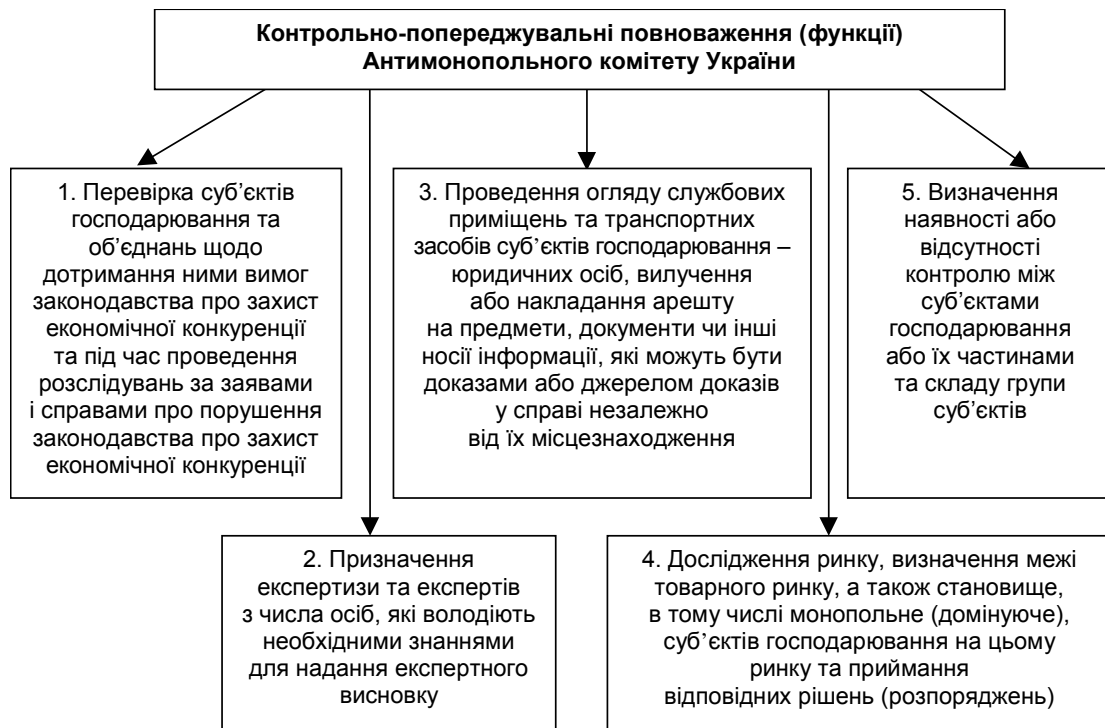 Контрольно-попереджувальні повноваження (функції)
Антимонопольного комітету України
1. Перевірка суб’єктів
господарювання та
об’єднань щодо
дотримання ними вимог
законодавства про захист
економічної конкуренції
та під час проведення
розслідувань за заявами
і справами про порушення
законодавства про захист
економічної конкуренції
2. Призначення
експертизи та експертів
з числа осіб, які володіють
необхідними знаннями
для надання експертного
висновку
3. Проведення огляду службових
приміщень та транспортних
засобів суб’єктів господарювання –
юридичних осіб, вилучення
або накладання арешту
на предмети, документи чи інші
носії інформації, які можуть бути
доказами або джерелом доказів
у справі незалежно
від їх місцезнаходження
4. Дослідження ринку, визначення межі
товарного ринку, а також становище,
в тому числі монопольне (домінуюче),
суб’єктів господарювання на цьому
ринку та приймання
відповідних рішень (розпоряджень)
5. Визначення
наявності або
відсутності
контролю між
суб’єктами
господарювання
або їх частинами
та складу групи
суб’єктів